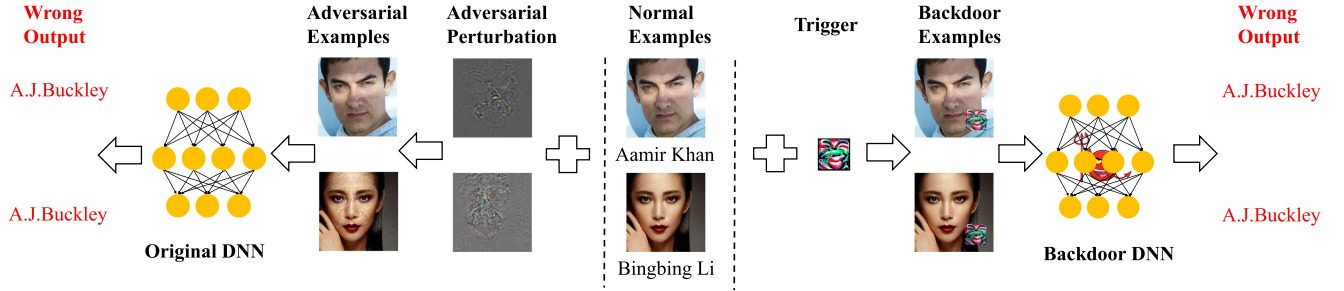 Wrong
Output
Adversarial
Examples
Adversarial
Perturbation
Normal
Examples
Trigger
Backdoor
Examples
Wrong
Output
A.J.Buckley
A.J.Buckley
Aamir Khan
A.J.Buckley
A.J.Buckley
Original DNN
Backdoor DNN
Bingbing Li